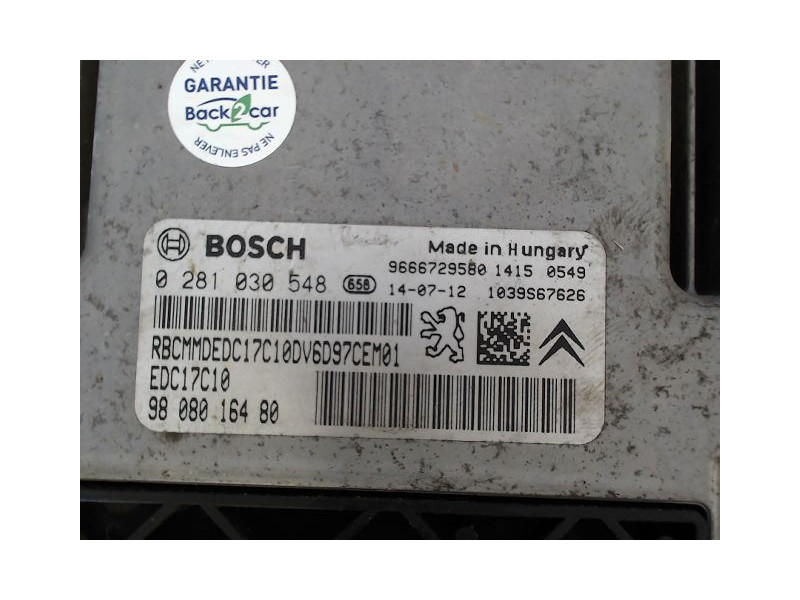 GARANTIE
Back2car
NE PAS ENLEVER
BOSCH
Made in Hungary
0 281 030 548 658
9666729580 1415 0549
14-07-12 1039S67626
RBCMMDEDC17C10DV6D97CEM01
EDC17C10
98 080 164 80